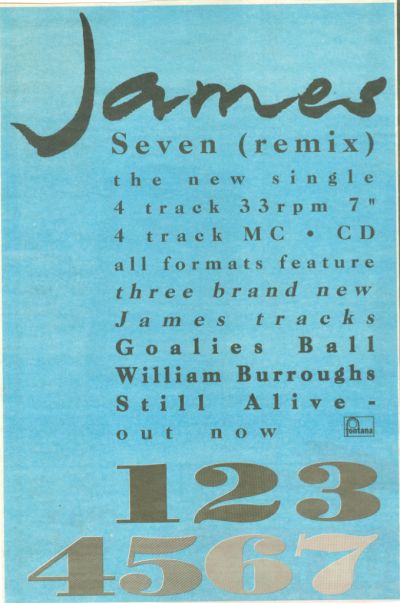 James
Seven (remix)
the new single
4 track 33rpm 7"
4 track MC • CD
all formats feature
three brand new
James tracks
Goalies Ball
William Burroughs
Still Alive -
out now
fontana
123
4567